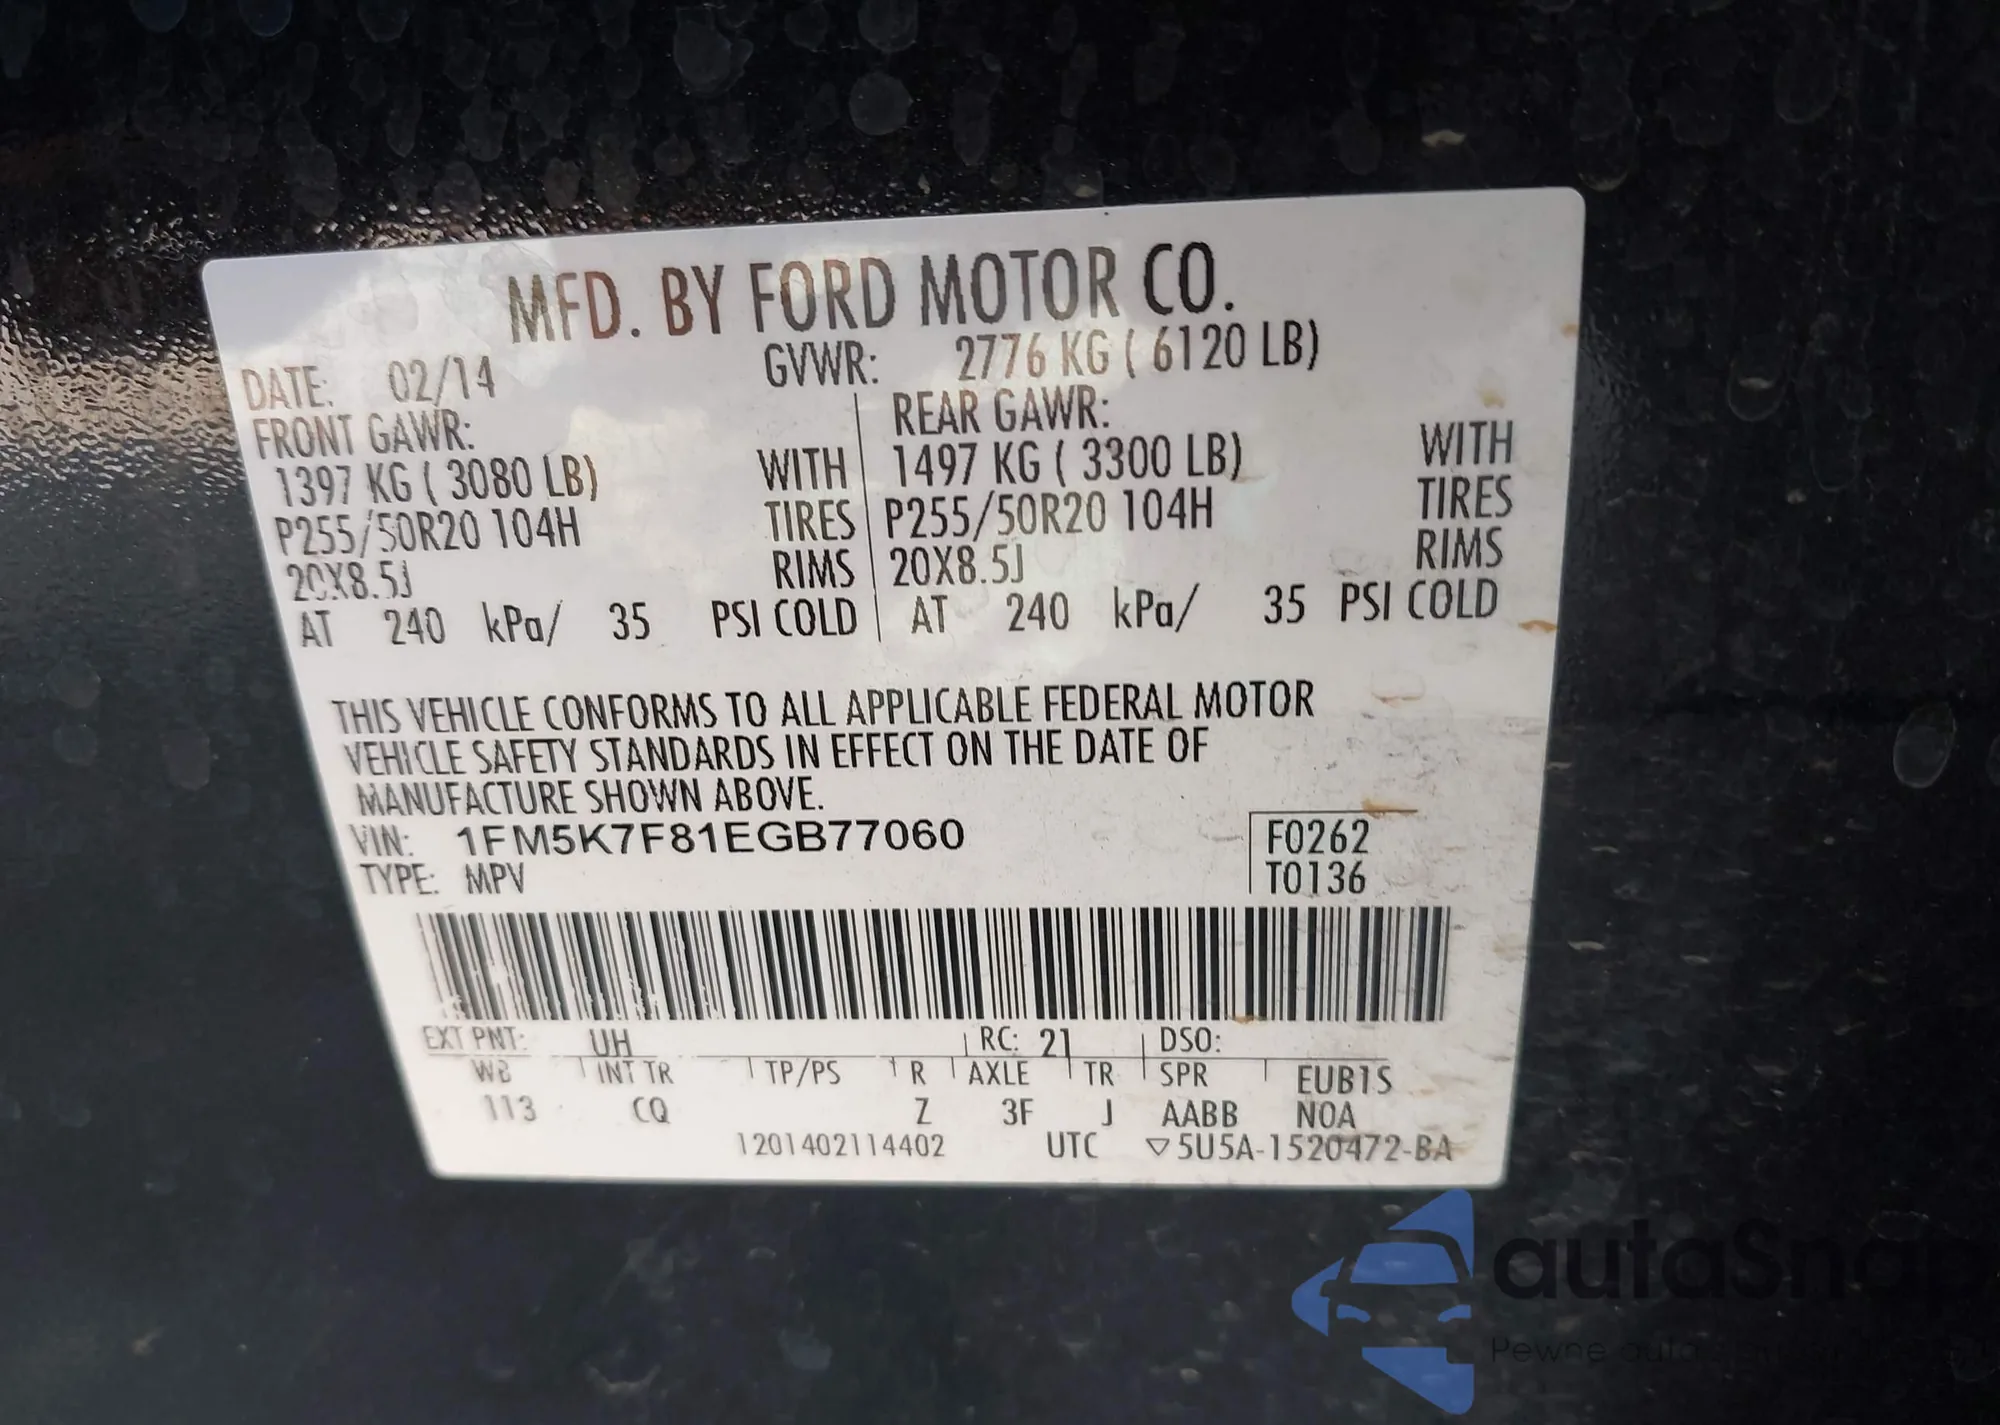 MFD. BY FORD MOTOR CO.
DATE: 02/14 GVWR: 2776 KG ( 6120 LB)
FRONT GAWR: REAR GAWR:
1397 KG ( 3080 LB) WITH 1497 KG ( 3300 LB) WITH
P255/50R20 104H TIRES P255/50R20 104H TIRES
20X8.5J RIMS 20X8.5J RIMS
AT 240 kPa/ 35 PSI COLD AT 240 kPa/ 35 PSI COLD
THIS VEHICLE CONFORMS TO ALL APPLICABLE FEDERAL MOTOR
VEHICLE SAFETY STANDARDS IN EFFECT ON THE DATE OF
MANUFACTURE SHOWN ABOVE.
VIN: 1FM5K7F81EGB77060 F0262
TYPE: MPV T0136
EXT PNT: UH RC: 21 DSO:
WB INT TR TP/PS R AXLE TR SPR EUB1S
113 CQ Z 3F J AABB NOA
1201402114402 UTC ▽5U5A-1520472-BA
autaSnap
Pewne auta